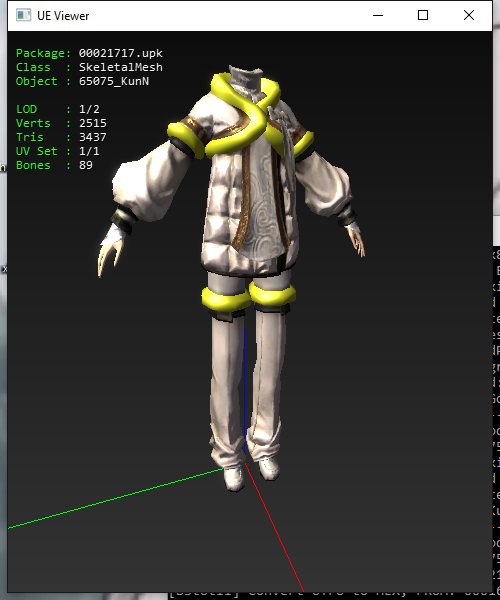 UE Viewer
Package: 00021717.upk
Class : SkeletalMesh
Object : 65075_KunN
LOD : 1/2
Verts : 2515
Tris : 3437
UV Set : 1/1
Bones : 89